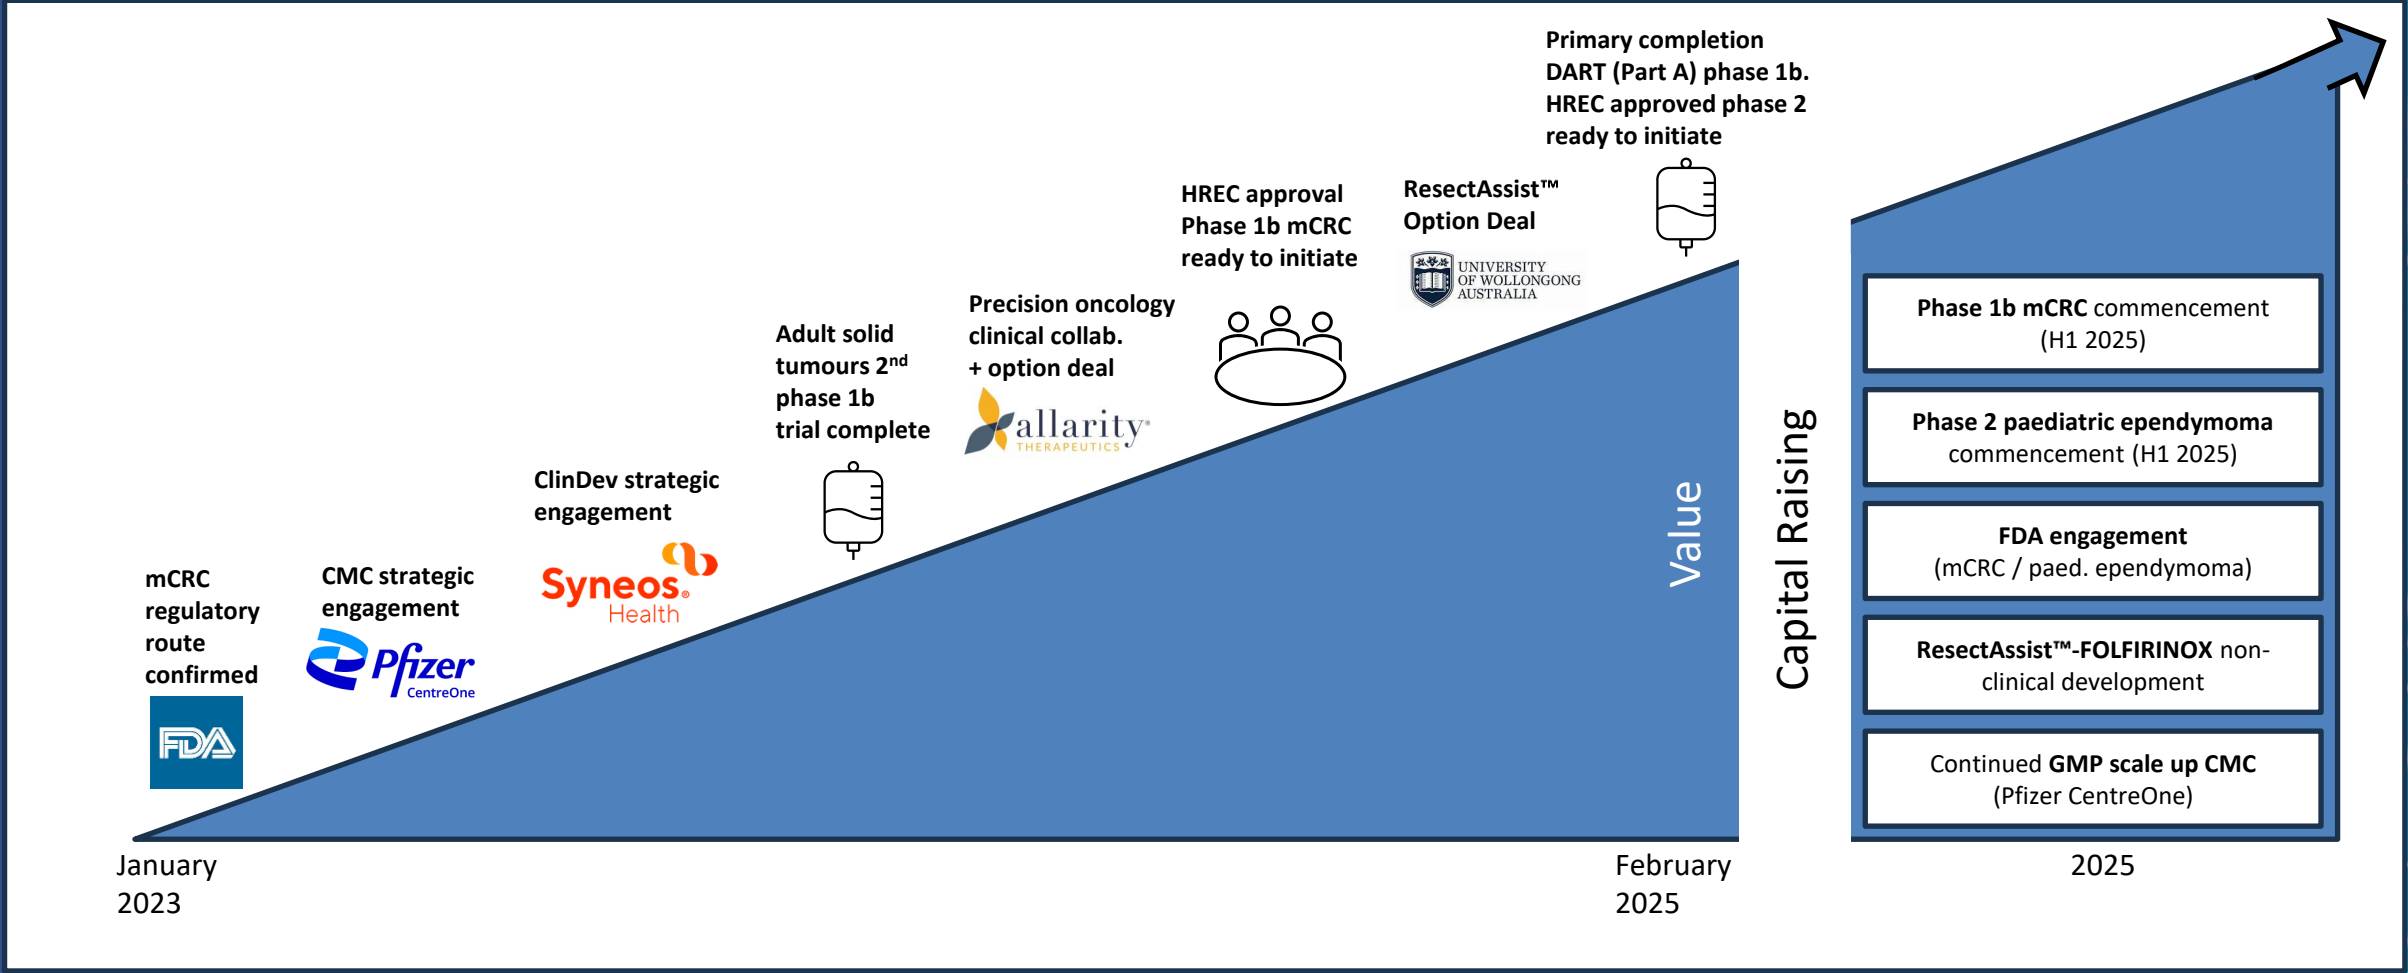 mCRC
regulatory
route
confirmed
FDA
CMC strategic
engagement
Pfizer
CentreOne
ClinDev strategic
engagement
Syneos®
Health
Adult solid
tumours 2nd
phase 1b
trial complete
Precision oncology
clinical collab.
+ option deal
allarity®
THERAPEUTICS
HREC approval
Phase 1b mCRC
ready to initiate
ResectAssist™
Option Deal
UNIVERSITY
OF WOLLONGONG
AUSTRALIA
Primary completion
DART (Part A) phase 1b.
HREC approved phase 2
ready to initiate
Value
Capital Raising
Phase 1b mCRC commencement
(H1 2025)
Phase 2 paediatric ependymoma
commencement (H1 2025)
FDA engagement
(mCRC / paed. ependymoma)
ResectAssist™-FOLFIRINOX non-
clinical development
Continued GMP scale up CMC
(Pfizer CentreOne)
January
2023
February
2025
2025